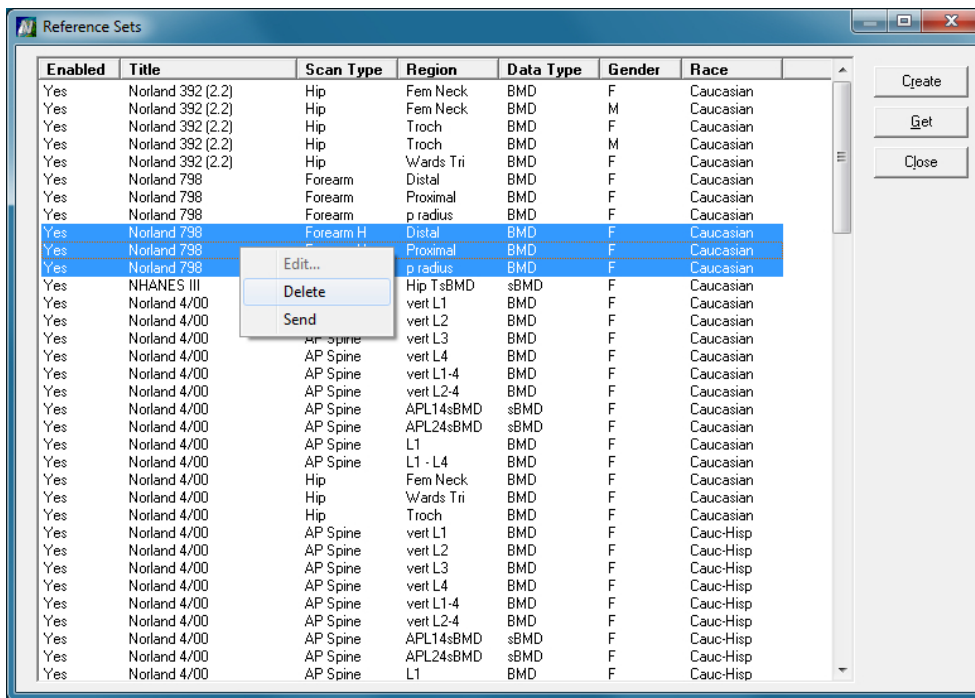 Reference Sets
Enabled Title Scan Type Region Data Type Gender Race
Yes Norland 392 (2.2) Hip Fem Neck BMD F Caucasian
Yes Norland 392 (2.2) Hip Fem Neck BMD M Caucasian
Yes Norland 392 (2.2) Hip Troch BMD F Caucasian
Yes Norland 392 (2.2) Hip Troch BMD M Caucasian
Yes Norland 392 (2.2) Hip Wards Tri BMD F Caucasian
Yes Norland 798 Forearm Distal BMD F Caucasian
Yes Norland 798 Forearm Proximal BMD F Caucasian
Yes Norland 798 Forearm p radius BMD F Caucasian
Yes Norland 798 Forearm H Distal BMD F Caucasian
Yes Norland 798 Proximal BMD F Caucasian
Yes Norland 798 p radius BMD F Caucasian
Yes NHANES III Hip TsBMD sBMD F Caucasian
Yes Norland 4/00 vert L1 BMD F Caucasian
Yes Norland 4/00 vert L2 BMD F Caucasian
Yes Norland 4/00 AP Spine vert L3 BMD F Caucasian
Yes Norland 4/00 AP Spine vert L4 BMD F Caucasian
Yes Norland 4/00 AP Spine vert L1-4 BMD F Caucasian
Yes Norland 4/00 AP Spine vert L2-4 BMD F Caucasian
Yes Norland 4/00 AP Spine APL14sBMD sBMD F Caucasian
Yes Norland 4/00 AP Spine APL24sBMD sBMD F Caucasian
Yes Norland 4/00 AP Spine L1 BMD F Caucasian
Yes Norland 4/00 AP Spine L1 - L4 BMD F Caucasian
Yes Norland 4/00 Hip Fem Neck BMD F Caucasian
Yes Norland 4/00 Hip Wards Tri BMD F Caucasian
Yes Norland 4/00 Hip Troch BMD F Caucasian
Yes Norland 4/00 AP Spine vert L1 BMD F Cauc-Hisp
Yes Norland 4/00 AP Spine vert L2 BMD F Cauc-Hisp
Yes Norland 4/00 AP Spine vert L3 BMD F Cauc-Hisp
Yes Norland 4/00 AP Spine vert L4 BMD F Cauc-Hisp
Yes Norland 4/00 AP Spine vert L1-4 BMD F Cauc-Hisp
Yes Norland 4/00 AP Spine vert L2-4 BMD F Cauc-Hisp
Yes Norland 4/00 AP Spine APL14sBMD sBMD F Cauc-Hisp
Yes Norland 4/00 AP Spine APL24sBMD sBMD F Cauc-Hisp
Yes Norland 4/00 AP Spine L1 BMD F Cauc-Hisp
Edit...
Delete
Send
Create
Get
Close